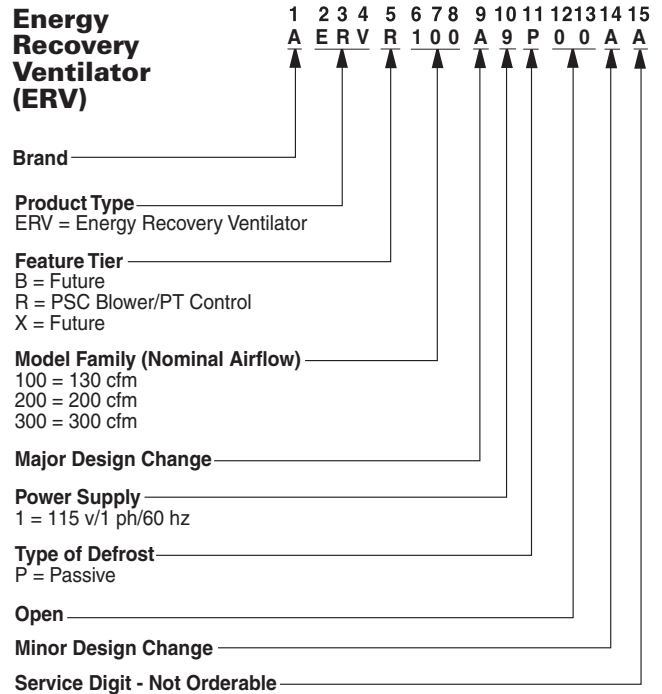 Energy
Recovery
Ventilator
(ERV)
1 2 3 4 5 6 7 8 9 10 11 12 13 14 15
A E R V R 1 0 0 A 9 P 0 0 A A
Brand
Product Type
ERV = Energy Recovery Ventilator
Feature Tier
B = Future
R = PSC Blower/PT Control
X = Future
Model Family (Nominal Airflow)
100 = 130 cfm
200 = 200 cfm
300 = 300 cfm
Major Design Change
Power Supply
1 = 115 v/1 ph/60 hz
Type of Defrost
P = Passive
Open
Minor Design Change
Service Digit - Not Orderable